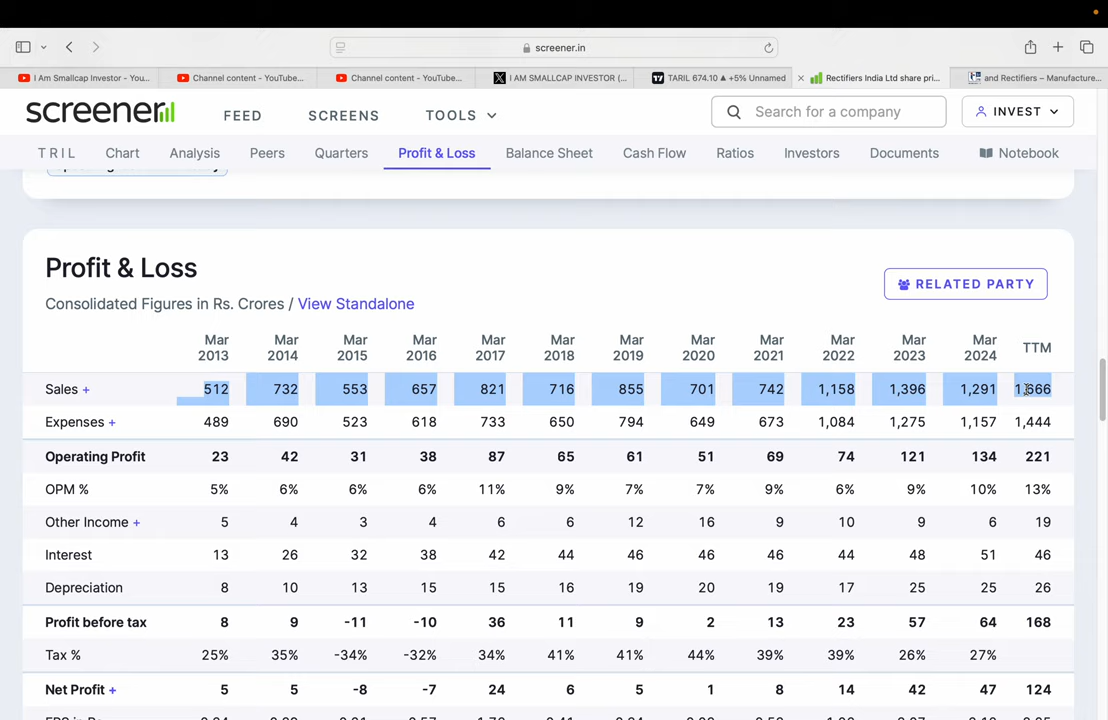 screener.in
I Am Smallcap Investor - You... Channel content - YouTube... Channel content - YouTube... I AM SMALLCAP INVESTOR (... TARIL 674.10 ▲ +5% Unnamed Rectifiers India Ltd share pri... and Rectifiers – Manufacture...
screener FEED SCREENS TOOLS Search for a company INVEST
T R I L Chart Analysis Peers Quarters Profit & Loss Balance Sheet Cash Flow Ratios Investors Documents Notebook
Profit & Loss
RELATED PARTY
Consolidated Figures in Rs. Crores / View Standalone
Mar Mar Mar Mar Mar Mar Mar Mar Mar Mar Mar Mar TTM
2013 2014 2015 2016 2017 2018 2019 2020 2021 2022 2023 2024
Sales + 512 732 553 657 821 716 855 701 742 1,158 1,396 1,291 1,666
Expenses + 489 690 523 618 733 650 794 649 673 1,084 1,275 1,157 1,444
Operating Profit 23 42 31 38 87 65 61 51 69 74 121 134 221
OPM % 5% 6% 6% 6% 11% 9% 7% 7% 9% 6% 9% 10% 13%
Other Income + 5 4 3 4 6 6 12 16 9 10 9 6 19
Interest 13 26 32 38 42 44 46 46 46 44 48 51 46
Depreciation 8 10 13 15 15 16 19 20 19 17 25 25 26
Profit before tax 8 9 -11 -10 36 11 9 2 13 23 57 64 168
Tax % 25% 35% -34% -32% 34% 41% 41% 44% 39% 39% 26% 27%
Net Profit + 5 5 -8 -7 24 6 5 1 8 14 42 47 124